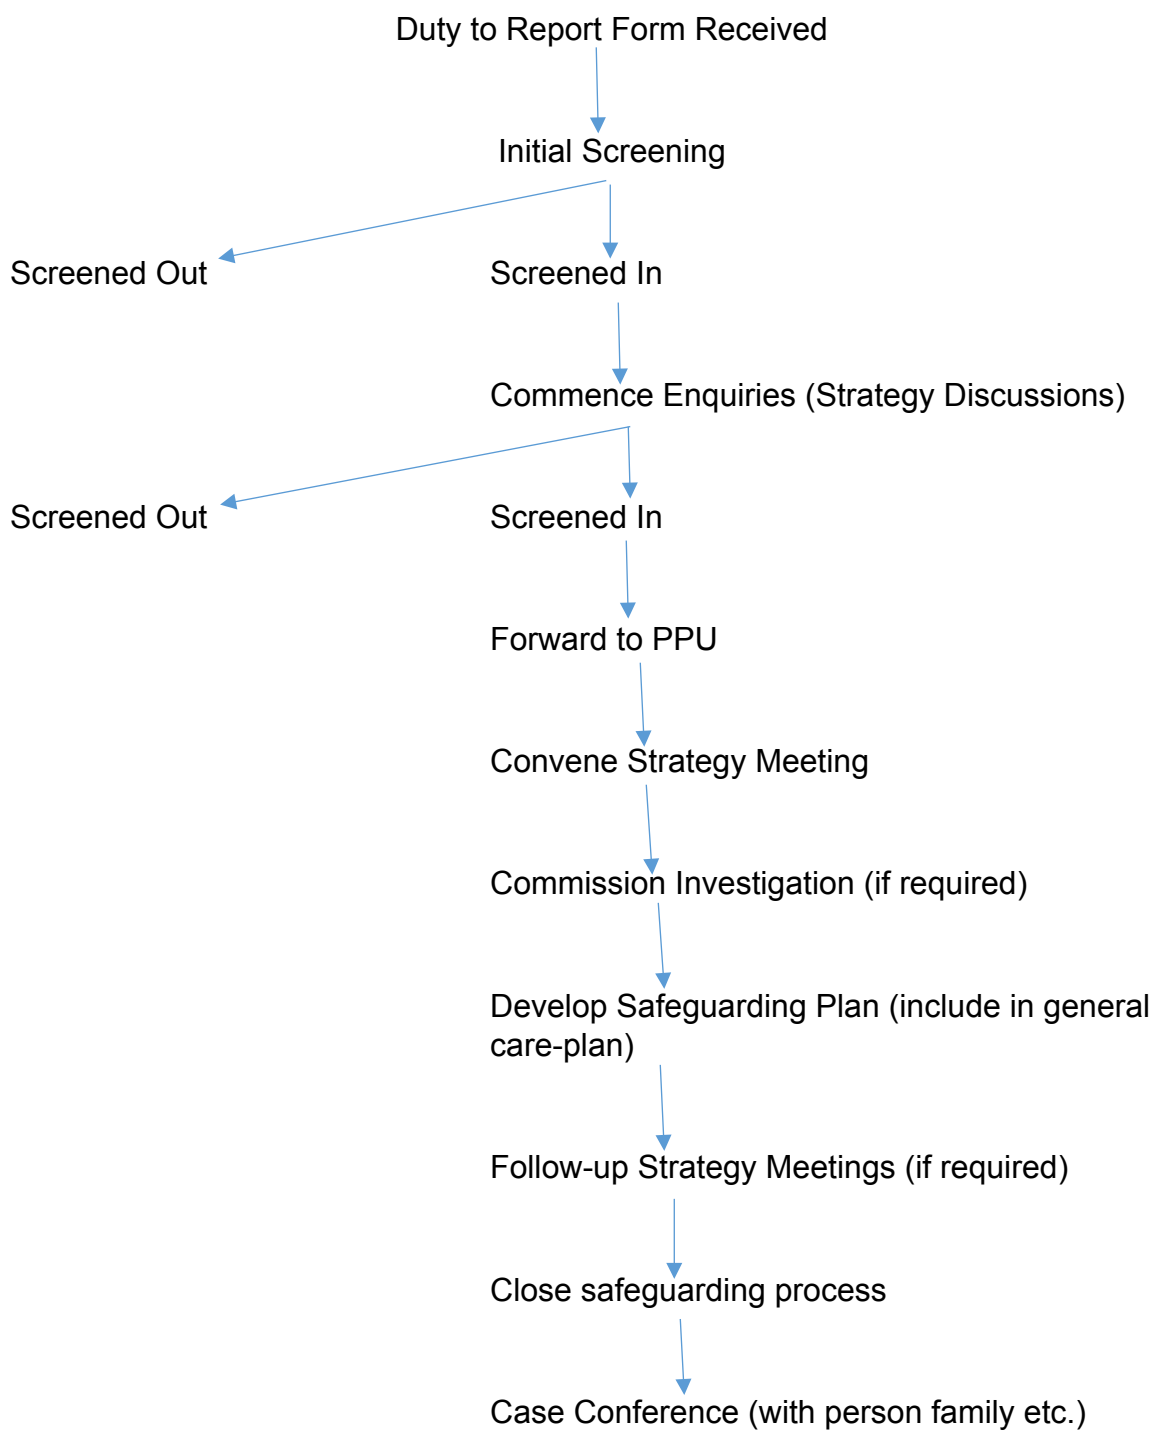 Duty to Report Form Received
Initial Screening
Screened Out
Screened In
Commence Enquiries (Strategy Discussions)
Screened Out
Screened In
Forward to PPU
Convene Strategy Meeting
Commission Investigation (if required)
Develop Safeguarding Plan (include in general
care-plan)
Follow-up Strategy Meetings (if required)
Close safeguarding process
Case Conference (with person family etc.)